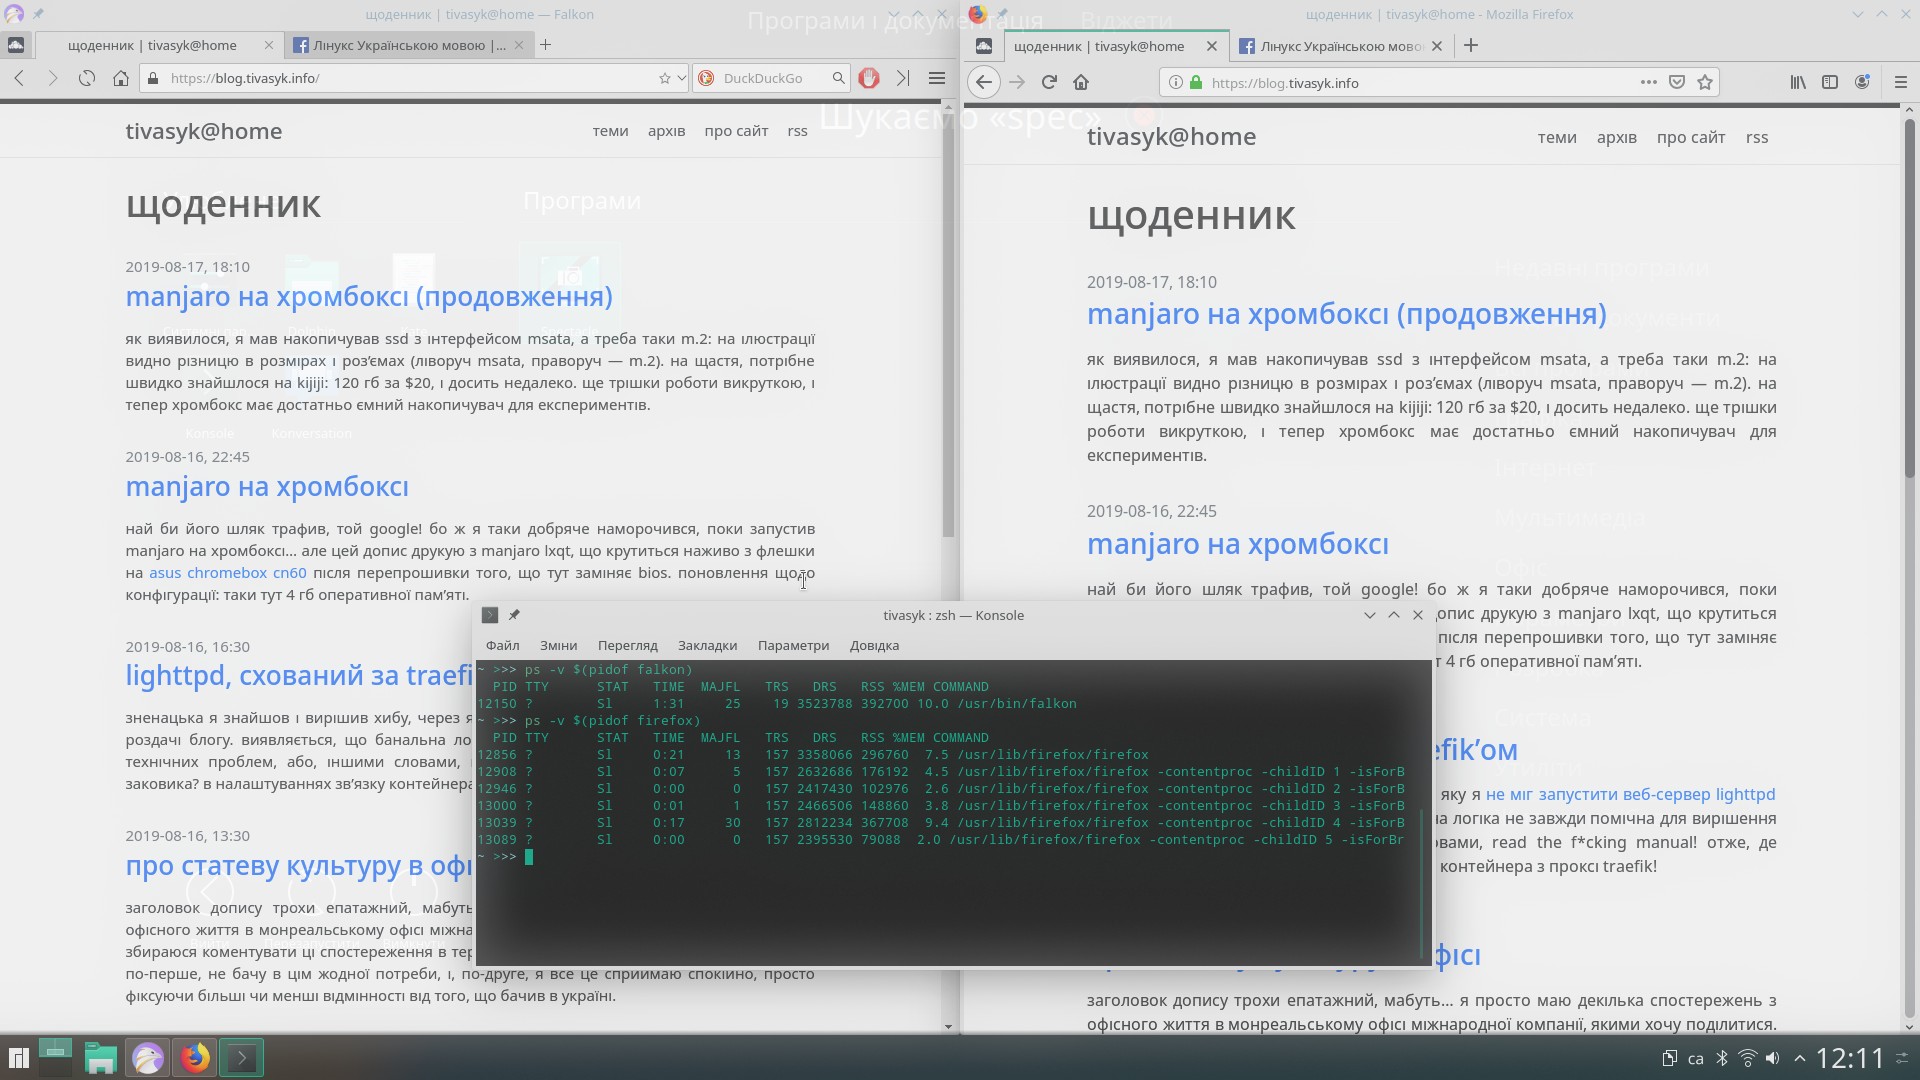 щоденник | tivasyk@home — Falkon
Програми і документація
Віджети
щоденник | tivasyk@home - Mozilla Firefox
щоденник | tivasyk@home
Лінукс Українською мовою |...
https://blog.tivasyk.info/
DuckDuckGo
щоденник | tivasyk@home
Лінукс Українською мово
https://blog.tivasyk.info
Шукаємо «spec»
tivasyk@home
теми архів про сайт rss
щоденник
Програми
2019-08-17, 18:10
manjaro на хромбоксі (продовження)
Spectacle
як виявилося, я мав накопичував ssd з інтерфейсом msata, а треба таки m.2: на ілюстрації
видно різницю в розмірах і роз’ємах (ліворуч msata, праворуч — m.2). на щастя, потрібне
швидко знайшлося на kijiji: 120 гб за $20, і досить недалеко. ще трішки роботи викруткою, і
тепер хромбокс має достатньо ємний накопичувач для експериментів.
Konsole Konversation
2019-08-16, 22:45
manjaro на хромбоксі
най би його шляк трафив, той google! бо ж я таки добряче наморочився, поки запустив
manjaro на хромбоксі... але цей допис друкую з manjaro lxqt, що крутиться наживо з флешки
на asus chromebox cn60 після перепрошивки того, що тут заміняє bios. поновлення щодо
конфігурації: таки тут 4 гб оперативної пам’яті.
2019-08-16, 16:30
lighttpd, схований за traefi
зненацька я знайшов і вирішив хибу, через я
роздачі блогу. виявляється, що банальна ло
технічних проблем, або, іншими словами,
заковика? в налаштуваннях зв’язку контейнера
2019-08-16, 13:30
про статеву культуру в офі
заголовок допису трохи епатажний, мабуть
офісного життя в монреальському офісі міжна
збираюся коментувати ці спостереження в тер
по-перше, не бачу в цім жодної потреби, і, по-друге, я все це сприймаю спокійно, просто
фіксуючи більші чи менші відмінності від того, що бачив в україні.
tivasyk@home
теми архів про сайт rss
щоденник
Недавні програми
2019-08-17, 18:10
manjaro на хромбоксі (продовження)
як виявилося, я мав накопичував ssd з інтерфейсом msata, а треба таки m.2: на
ілюстрації видно різницю в розмірах і роз’ємах (ліворуч msata, праворуч — m.2). на
щастя, потрібне швидко знайшлося на kijiji: 120 гб за $20, і досить недалеко. ще трішки
роботи викруткою, і тепер хромбокс має достатньо ємний накопичувач для
експериментів.
Інтернет
2019-08-16, 22:45
Мультимедіа
manjaro на хромбоксі
Офіс
най би його шляк трафив, той google! бо ж я таки добряче наморочився, поки
опис друкую з manjaro lxqt, що крутиться
після перепрошивки того, що тут заміняє
т 4 гб оперативної пам’яті.
Система
efik’ом
Утиліти
яку я не міг запустити веб-сервер lighttpd
на логіка не завжди помічна для вирішення
овами, read the f*cking manual! отже, де
контейнера з проксі traefik!
фісі
заголовок допису трохи епатажний, мабуть... я просто маю декілька спостережень з
офісного життя в монреальському офісі міжнародної компанії, якими хочу поділитися.
tivasyk : zsh — Konsole
Файл Зміни Перегляд Закладки Параметри Довідка
~ >>> ps -v $(pidof falkon)
PID TTY STAT TIME MAJFL TRS DRS RSS %MEM COMMAND
12150 ? Sl 1:31 25 19 3523788 392700 10.0 /usr/bin/falkon
~ >>> ps -v $(pidof firefox)
PID TTY STAT TIME MAJFL TRS DRS RSS %MEM COMMAND
12856 ? Sl 0:21 13 157 3358066 296760 7.5 /usr/lib/firefox/firefox
12908 ? Sl 0:07 5 157 2632686 176192 4.5 /usr/lib/firefox/firefox -contentproc -childID 1 -isForB
12946 ? Sl 0:00 0 157 2417430 102976 2.6 /usr/lib/firefox/firefox -contentproc -childID 2 -isForB
13000 ? Sl 0:01 1 157 2466506 148860 3.8 /usr/lib/firefox/firefox -contentproc -childID 3 -isForB
13039 ? Sl 0:17 30 157 2812234 367708 9.4 /usr/lib/firefox/firefox -contentproc -childID 4 -isForB
13089 ? Sl 0:00 0 157 2395530 79088 2.0 /usr/lib/firefox/firefox -contentproc -childID 5 -isForBr
~ >>>
ca
12:11